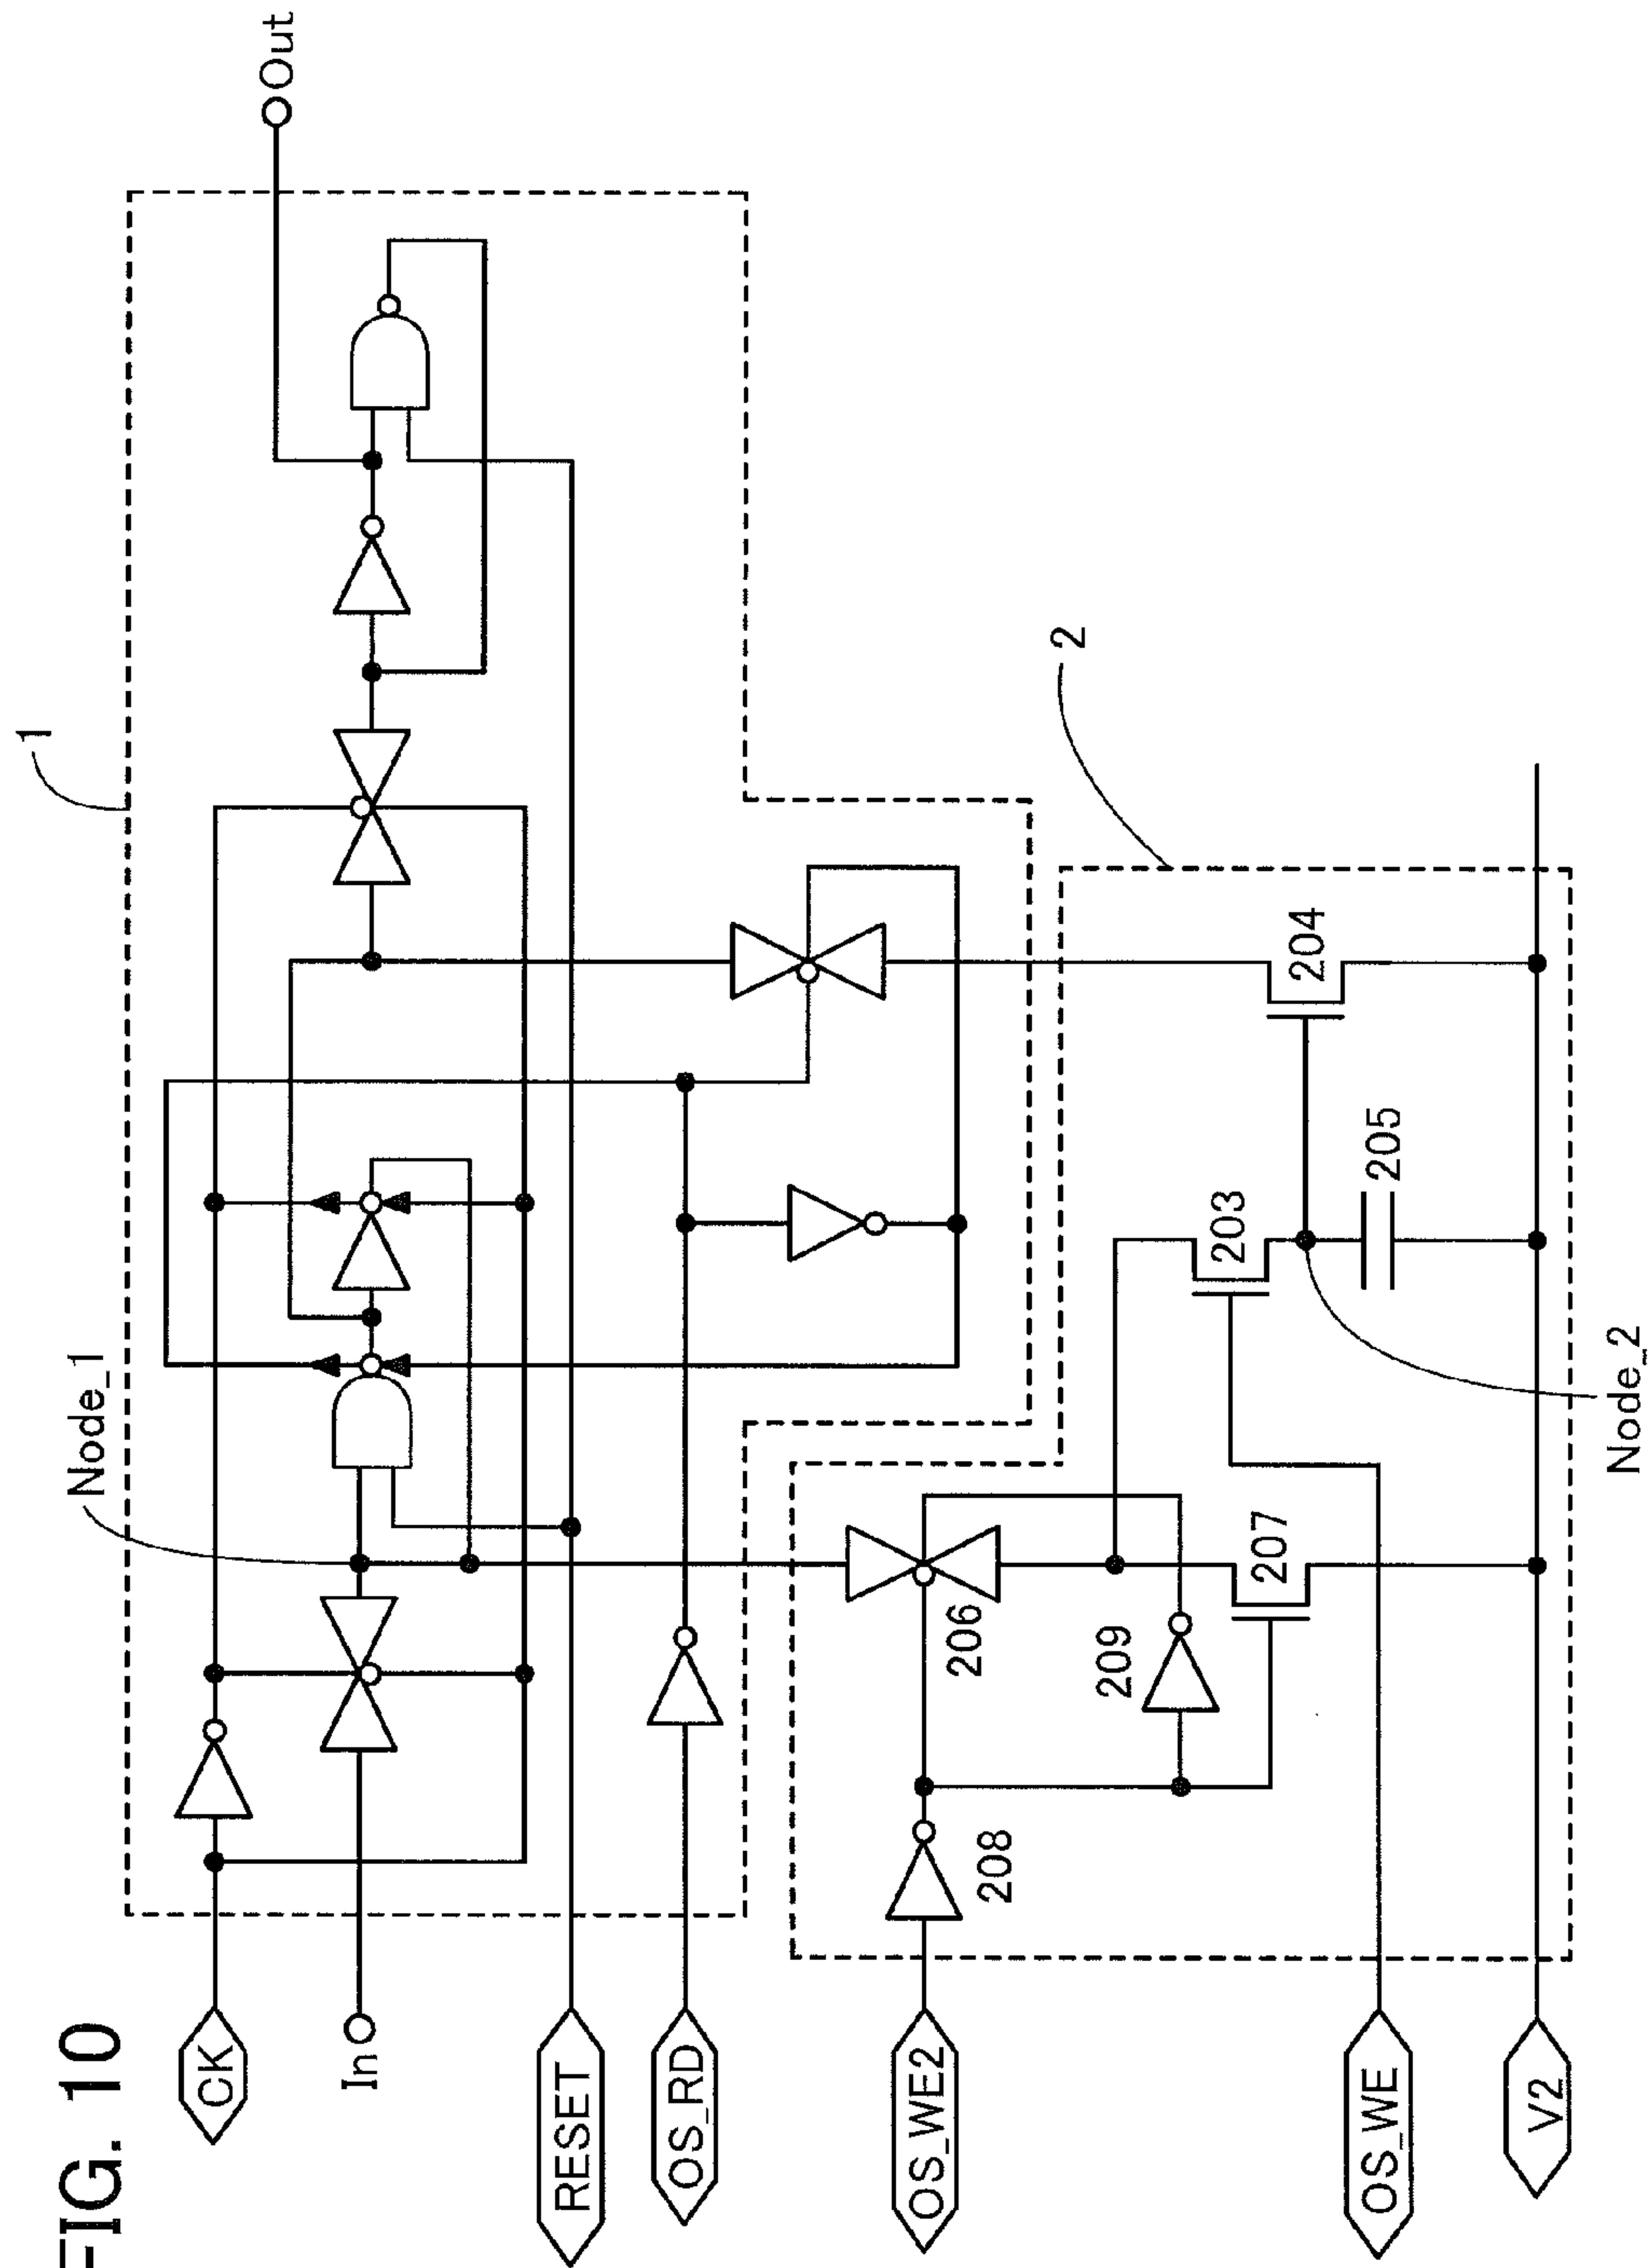 FIG. 10
1
CK
Node_1
Out
In
RESET
OS_RD
2
OS_WE2
208
206
209
207
203
205
204
OS_WE
V2
Node_2